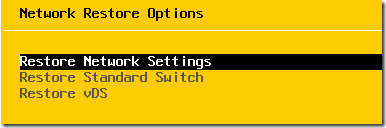 Network Restore Options
Restore Network Settings
Restore Standard Switch
Restore vDS